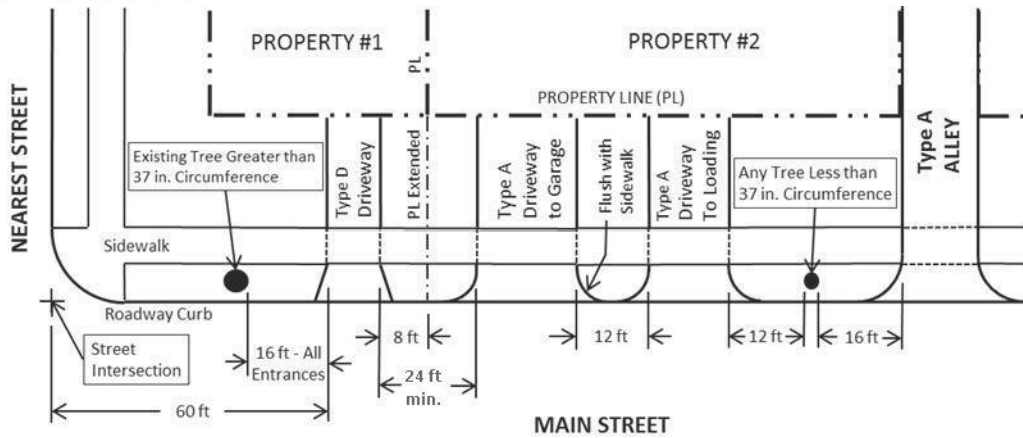 PROPERTY #1
PL
PROPERTY #2
PROPERTY LINE (PL)
NEAREST STREET
Existing Tree Greater than
37 in. Circumference
Type D
Driveway
PL Extended
Type A
Driveway
to Garage
Flush with
Sidewalk
Type A
Driveway
To Loading
Any Tree Less than
37 in. Circumference
Type A
ALLEY
Sidewalk
Roadway Curb
Street
Intersection
16 ft - All
Entrances
8 ft
24 ft
min.
12 ft
12 ft
16 ft
60 ft
MAIN STREET